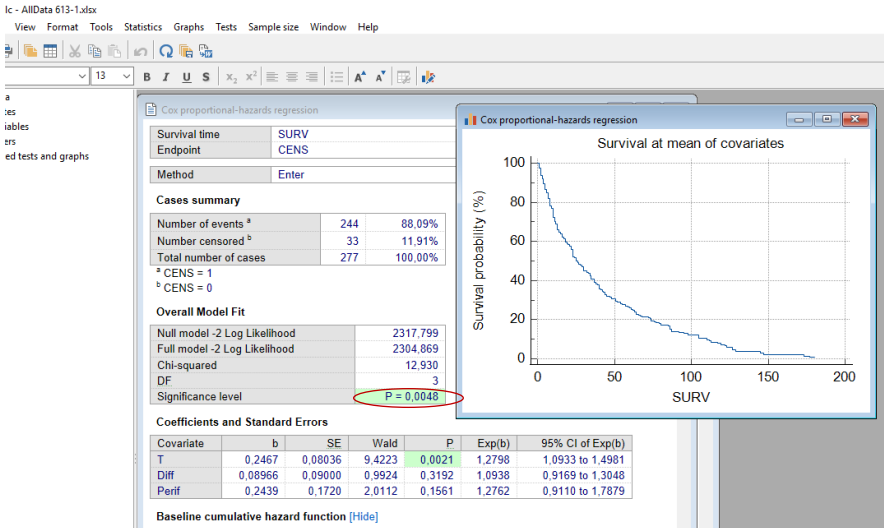 lc - AllData 613-1.xlsx
View Format Tools Statistics Graphs Tests Sample size Window Help
13 B I U S x₂ x² A A
a
ces
iables
ers
ed tests and graphs
Cox proportional-hazards regression
Survival time SURV
Endpoint CENS
Method Enter
Cases summary
Number of events ᵃ 244 88,09%
Number censored ᵇ 33 11,91%
Total number of cases 277 100,00%
ᵃ CENS = 1
ᵇ CENS = 0
Overall Model Fit
Null model -2 Log Likelihood 2317,799
Full model -2 Log Likelihood 2304,869
Chi-squared 12,930
DF 3
Significance level P = 0,0048
Coefficients and Standard Errors
Covariate b SE Wald P Exp(b) 95% CI of Exp(b)
T 0,2467 0,08036 9,4223 0,0021 1,2798 1,0933 to 1,4981
Diff 0,08966 0,09000 0,9924 0,3192 1,0938 0,9169 to 1,3048
Perif 0,2439 0,1720 2,0112 0,1561 1,2762 0,9110 to 1,7879
Baseline cumulative hazard function [Hide]
Cox proportional-hazards regression
Survival at mean of covariates
Survival probability (%)
100
80
60
40
20
0
0 50 100 150 200
SURV